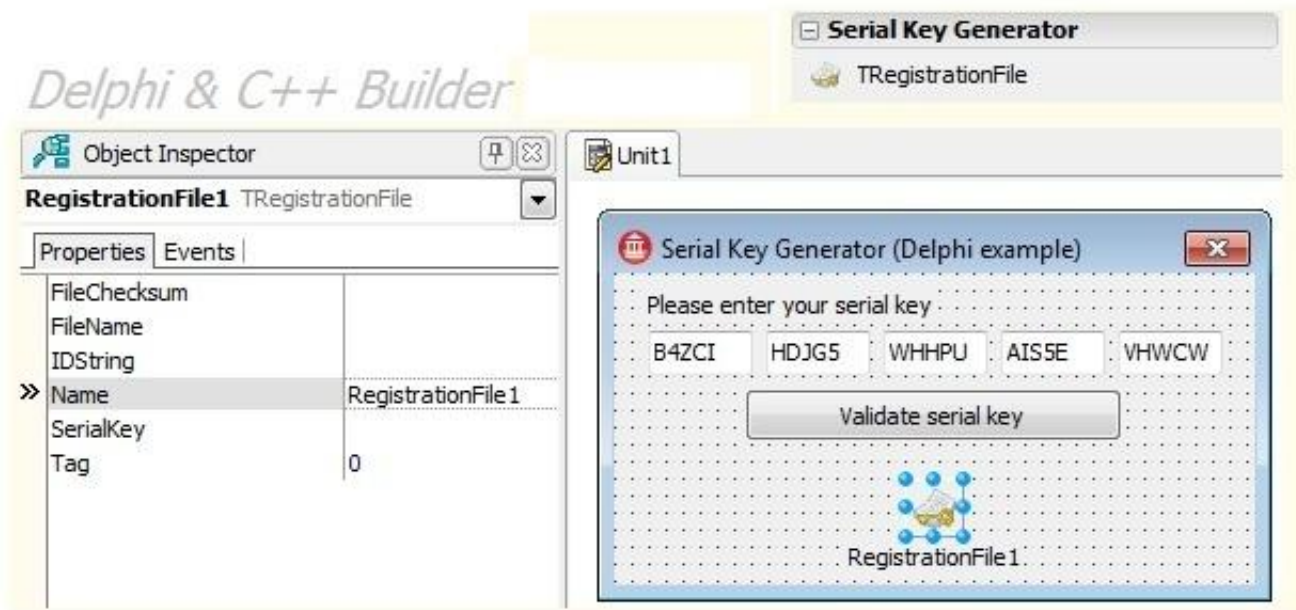 Serial Key Generator
TRegistrationFile
Delphi & C++ Builder
Object Inspector
RegistrationFile1 TRegistrationFile
Properties Events
FileChecksum
FileName
IDString
Name RegistrationFile1
SerialKey
Tag 0
Unit1
Serial Key Generator (Delphi example)
Please enter your serial key
B4ZCI HDJG5 WHHPU AIS5E VHWCW
Validate serial key
RegistrationFile1